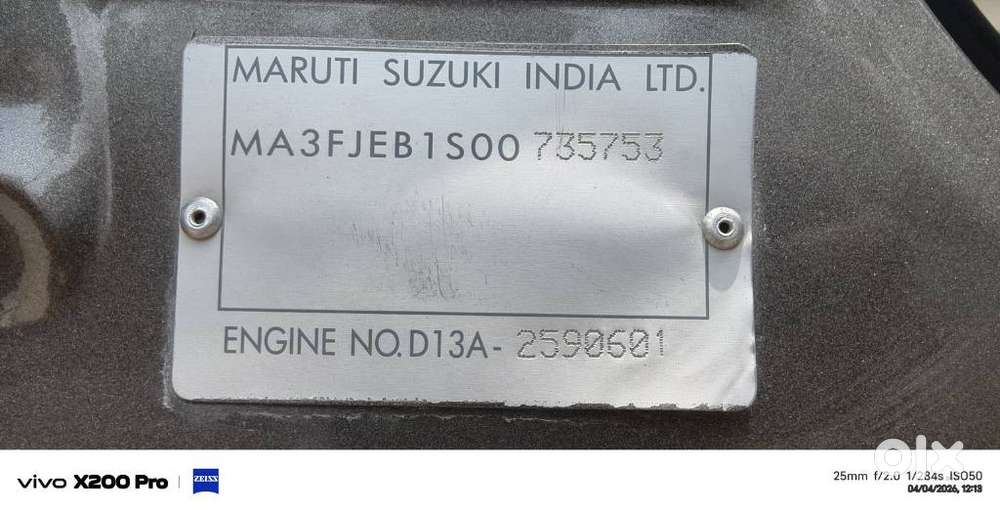 MARUTI SUZUKI INDIA LTD.
MA3FJEB1S00 735753
ENGINE NO. D13A- 2590601
olx
vivo X200 Pro | ZEISS
25mm f/2.0 1/284s ISO50
04/04/2026, 12:13